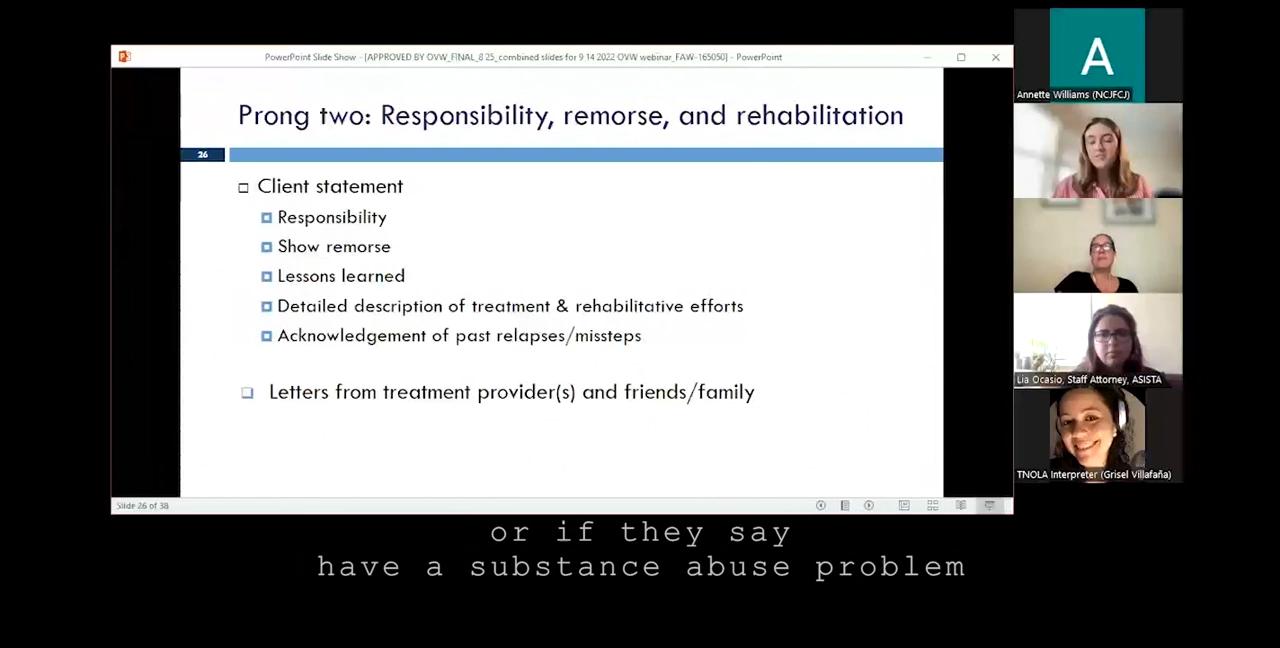 PowerPoint Slide Show - [APPROVED BY OVW_FINAL_8 25_combined slides for 9 14 2022 OVW webinar_FAW-165050] - PowerPoint
Prong two: Responsibility, remorse, and rehabilitation
26
Client statement
Responsibility
Show remorse
Lessons learned
Detailed description of treatment & rehabilitative efforts
Acknowledgement of past relapses/missteps
Letters from treatment provider(s) and friends/family
Slide 26 of 38
A
Annette Williams (NCJFCJ)
Lia Ocasio, Staff Attorney, ASISTA
TNOLA Interpreter (Grisel Villafaña)
or if they say
have a substance abuse problem